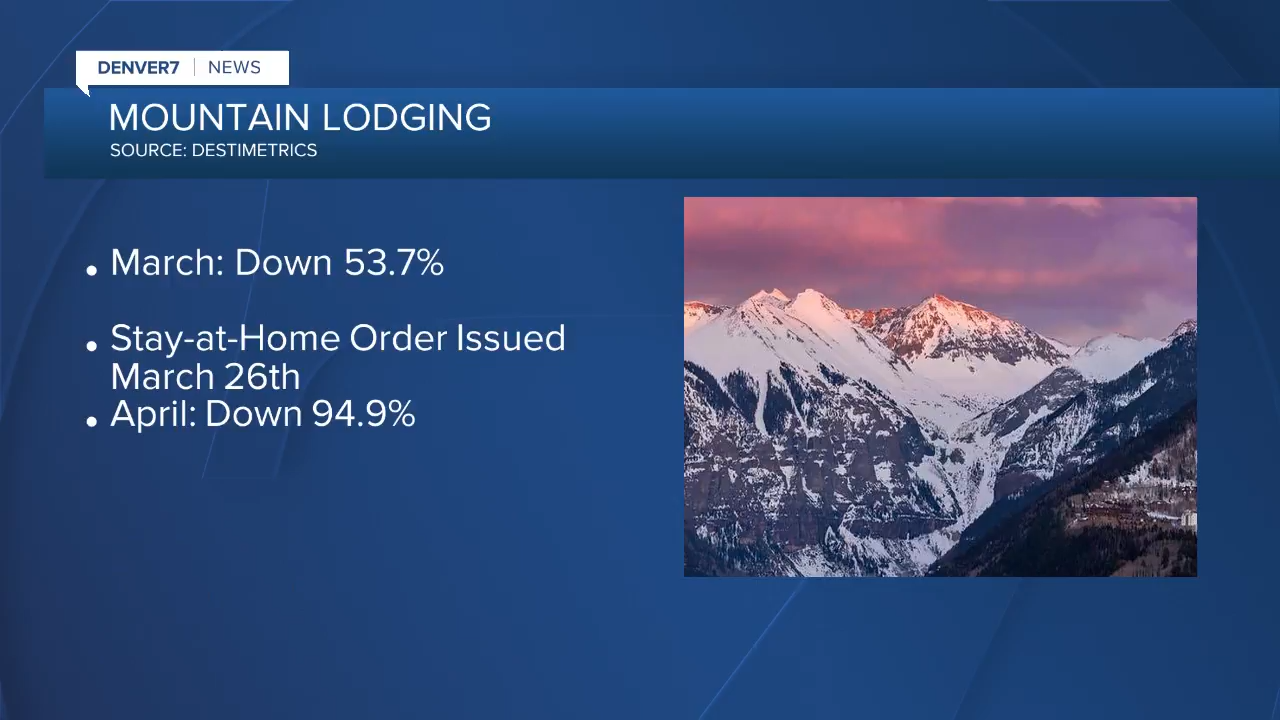 DENVER7 | NEWS
MOUNTAIN LODGING
SOURCE: DESTIMETRICS
• March: Down 53.7%
• Stay-at-Home Order Issued
March 26th
• April: Down 94.9%